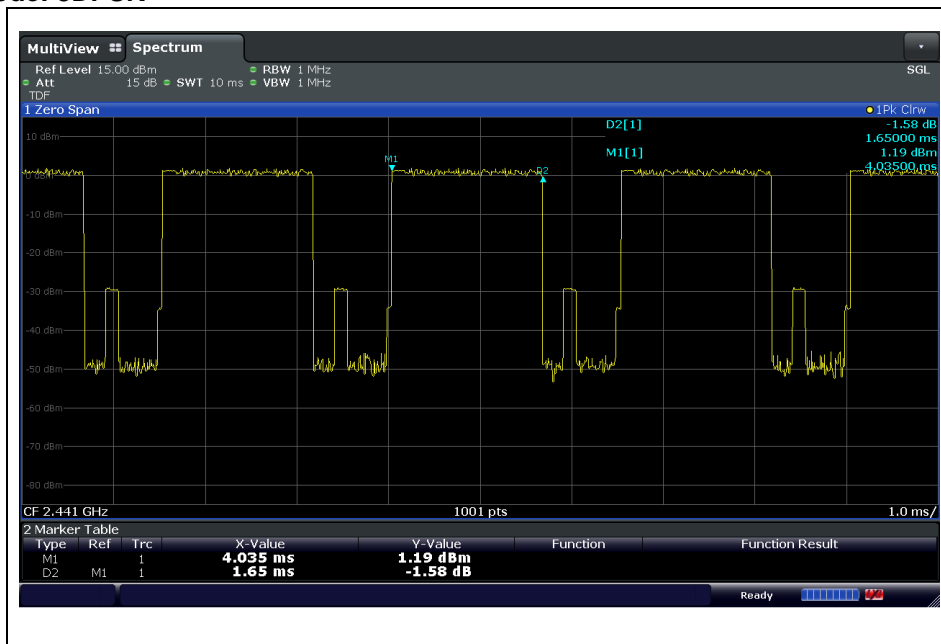 MultiView Spectrum
Ref Level 15.00 dBm RBW 1 MHz SGL
Att 15 dB SWT 10 ms VBW 1 MHz
TDF
1 Zero Span 1Pk Clrw
D2[1] -1.58 dB
1.65000 ms
M1[1] 1.19 dBm
4.03500 ms
10 dBm
M1
D2
0 dBm
-10 dBm
-20 dBm
-30 dBm
-40 dBm
-50 dBm
-60 dBm
-70 dBm
-80 dBm
CF 2.441 GHz 1001 pts 1.0 ms/
2 Marker Table
Type Ref Trc X-Value Y-Value Function Function Result
M1 1 4.035 ms 1.19 dBm
D2 M1 1 1.65 ms -1.58 dB
Ready